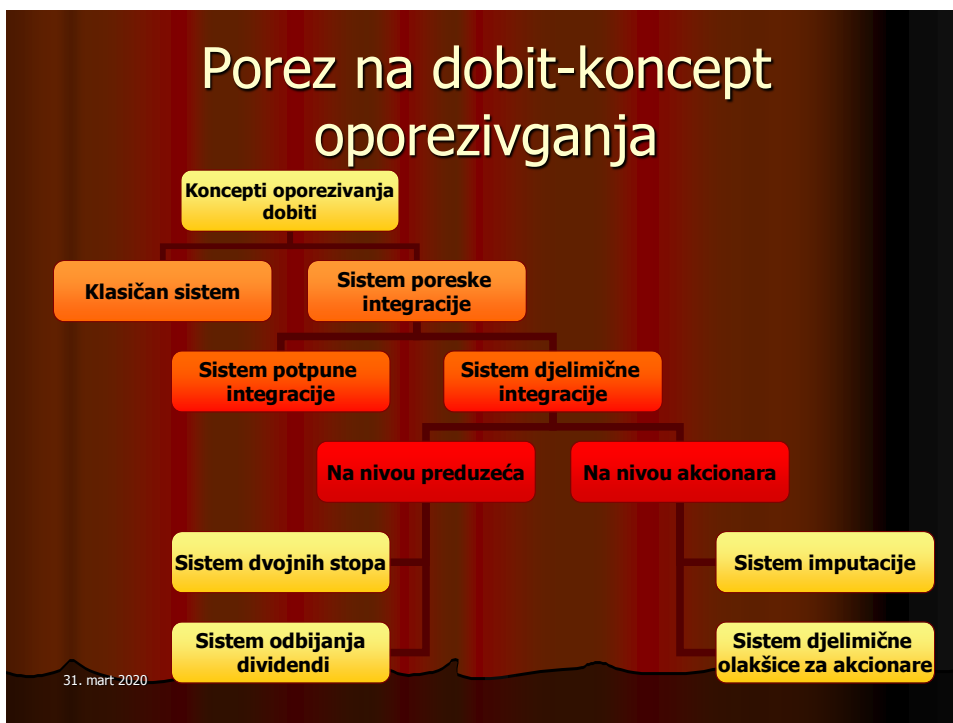 Porez na dobit-koncept
oporezivganja
Koncepti oporezivanja
dobiti
Klasičan sistem
Sistem poreske
integracije
Sistem potpune
integracije
Sistem djelimične
integracije
Na nivou preduzeća
Na nivou akcionara
Sistem dvojnih stopa
Sistem imputacije
Sistem odbijanja
dividendi
Sistem djelimične
olakšice za akcionare
31. mart 2020